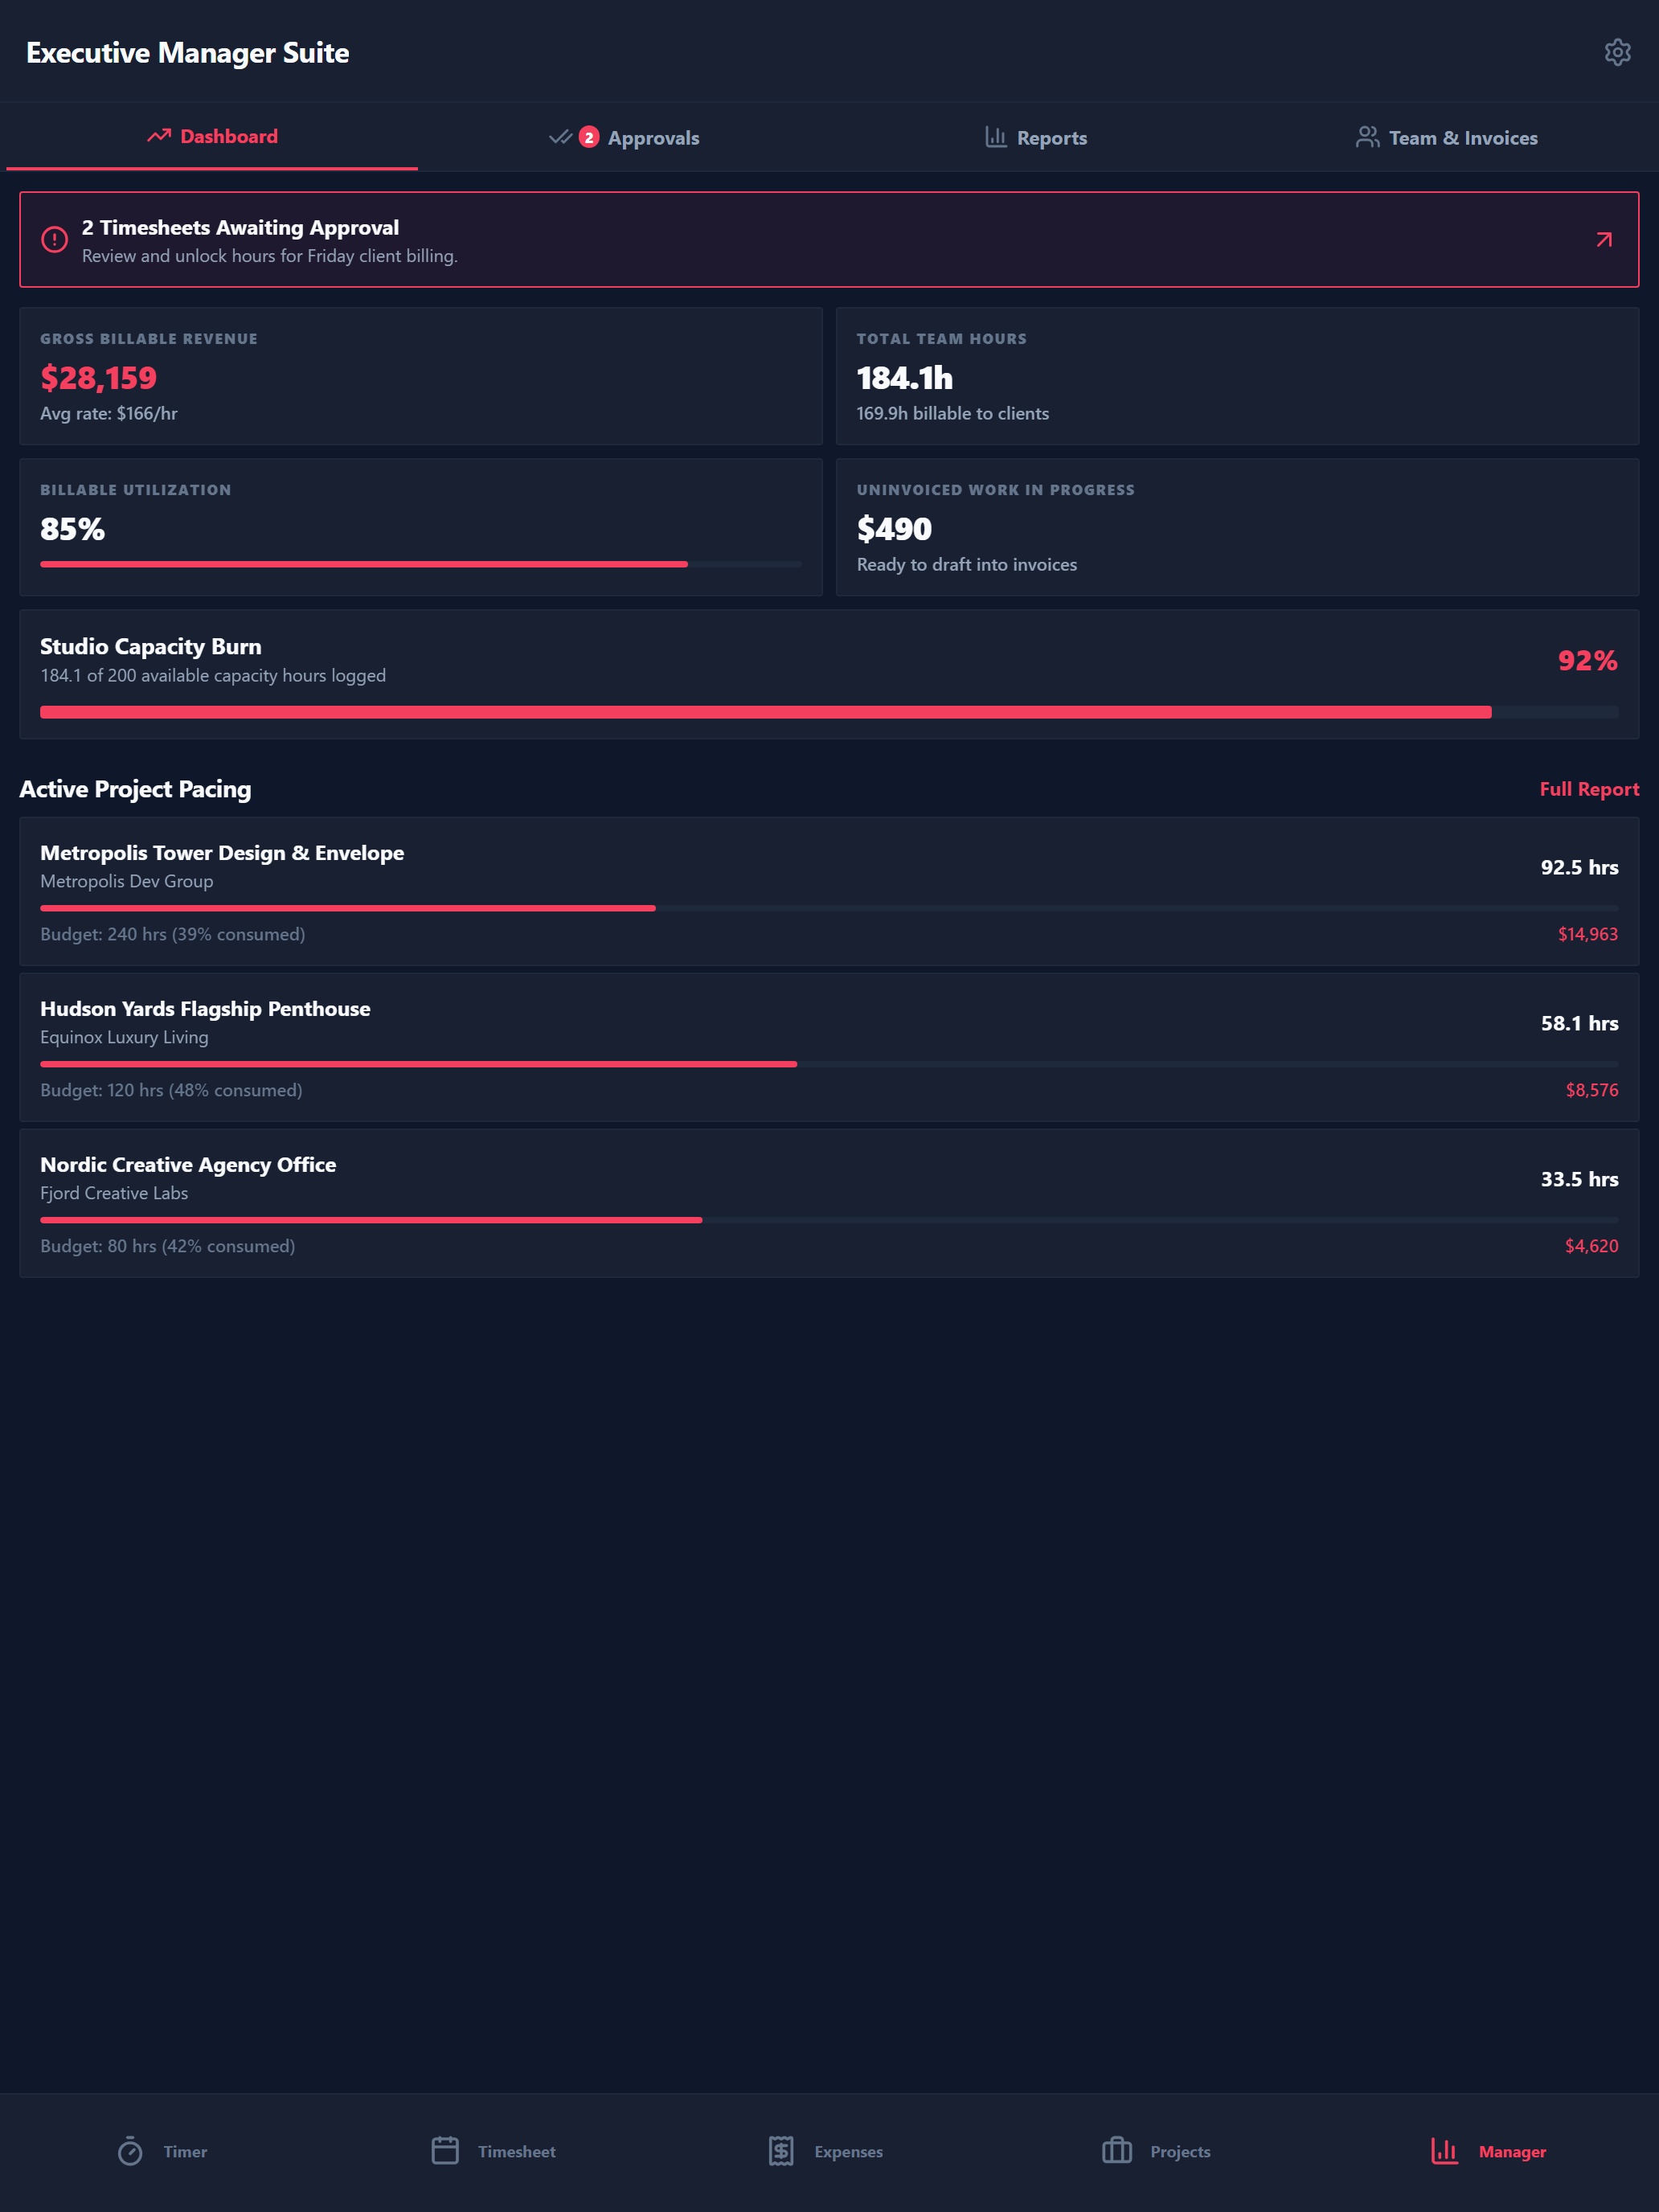 Executive Manager Suite
Dashboard
2 Approvals
Reports
Team & Invoices
2 Timesheets Awaiting Approval
Review and unlock hours for Friday client billing.
GROSS BILLABLE REVENUE
$28,159
Avg rate: $166/hr
TOTAL TEAM HOURS
184.1h
169.9h billable to clients
BILLABLE UTILIZATION
85%
UNINVOICED WORK IN PROGRESS
$490
Ready to draft into invoices
Studio Capacity Burn
184.1 of 200 available capacity hours logged
92%
Active Project Pacing
Full Report
Metropolis Tower Design & Envelope
Metropolis Dev Group
92.5 hrs
Budget: 240 hrs (39% consumed)
$14,963
Hudson Yards Flagship Penthouse
Equinox Luxury Living
58.1 hrs
Budget: 120 hrs (48% consumed)
$8,576
Nordic Creative Agency Office
Fjord Creative Labs
33.5 hrs
Budget: 80 hrs (42% consumed)
$4,620
Timer
Timesheet
Expenses
Projects
Manager